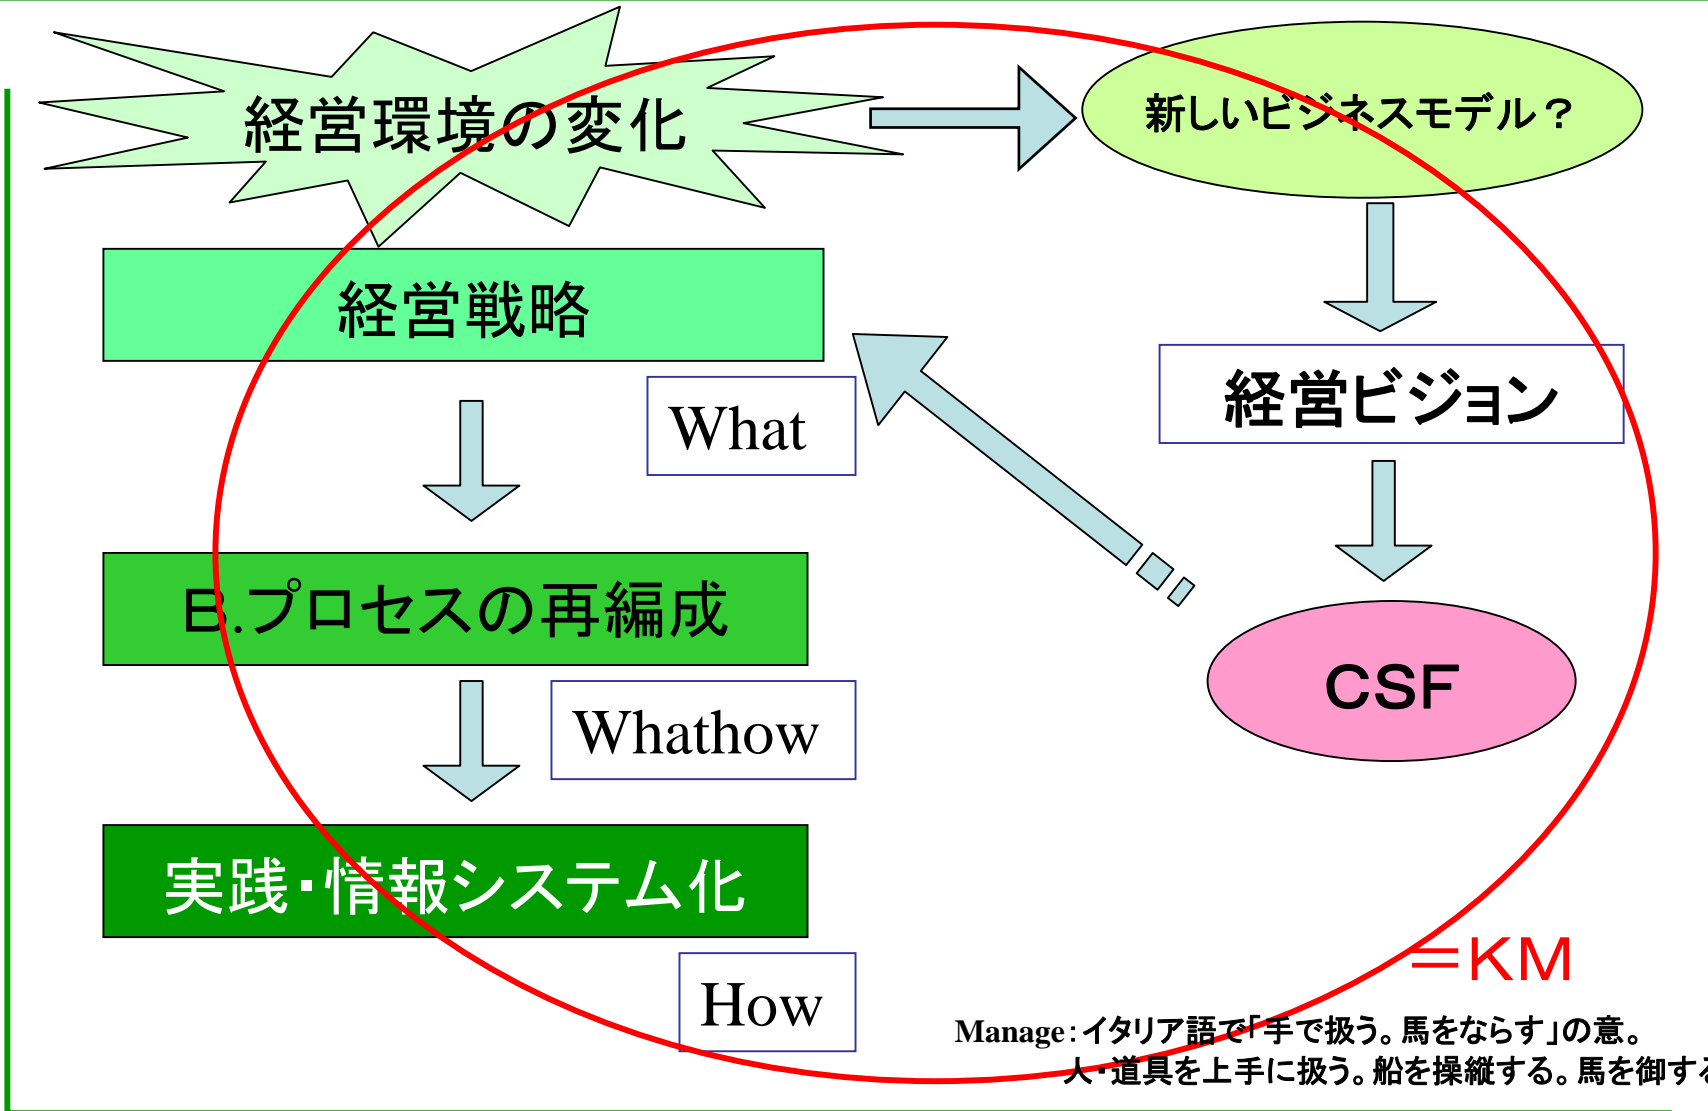 経営環境の変化
新しいビジネスモデル？
経営戦略
What
経営ビジョン
B.プロセスの再編成
Whathow
CSF
実践・情報システム化
How
＝KM
Manage：イタリア語で「手で扱う。馬をならす」の意。
人・道具を上手に扱う。船を操縦する。馬を御する